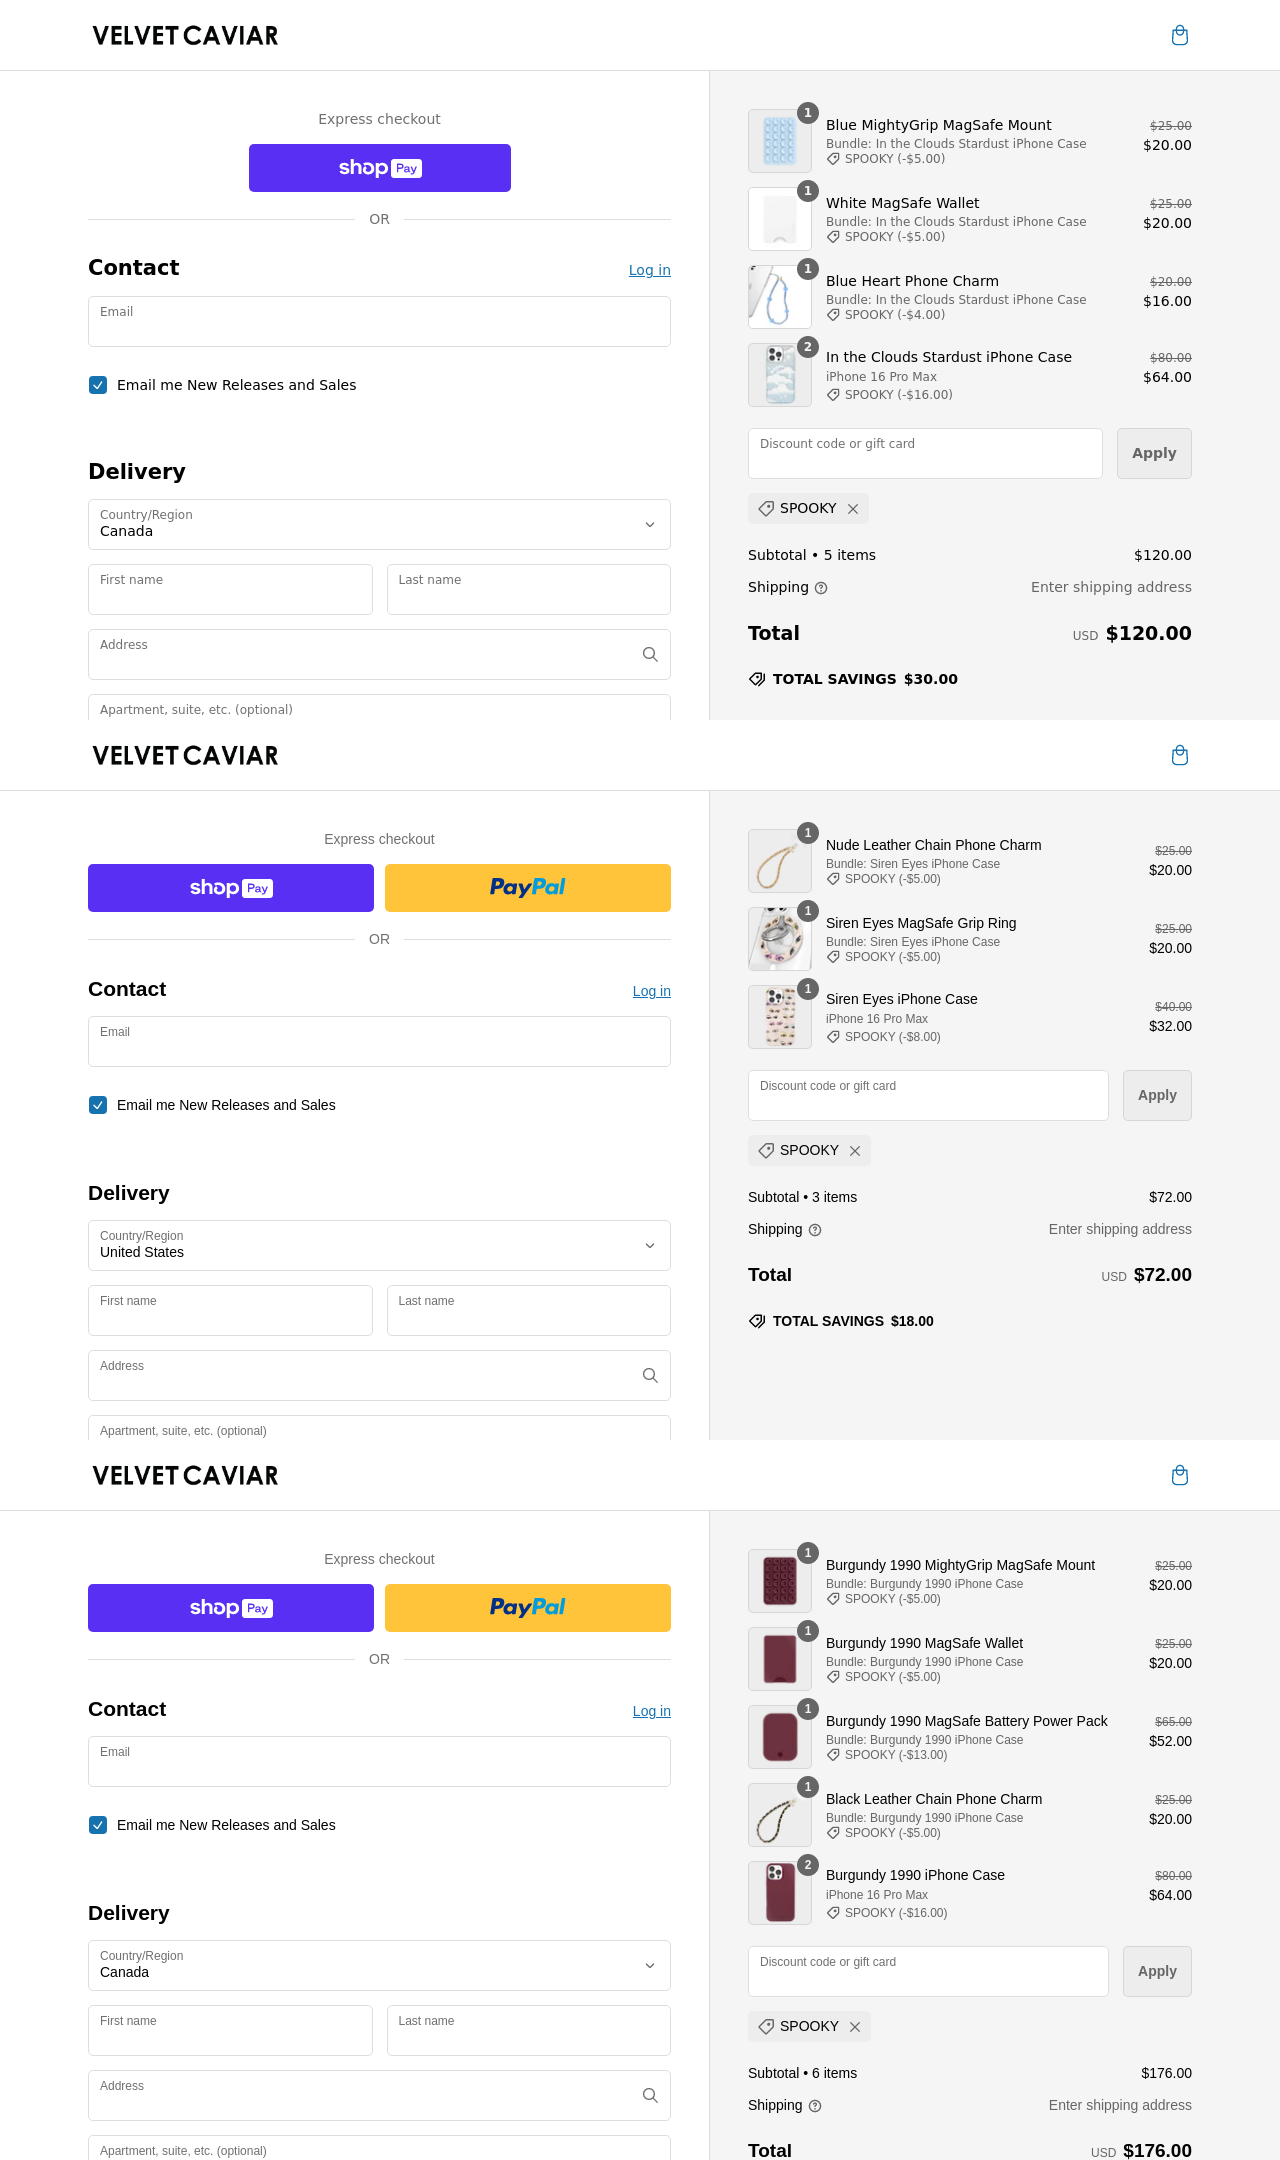 VELVET CAVIAR
Express checkout
shop Pay
OR
Contact
Log in
Email
Email me New Releases and Sales
Delivery
Country/Region
Canada
First name
Last name
Address
Apartment, suite, etc. (optional)
1
Blue MightyGrip MagSafe Mount
Bundle: In the Clouds Stardust iPhone Case
SPOOKY (-$5.00)
$25.00
$20.00
1
White MagSafe Wallet
Bundle: In the Clouds Stardust iPhone Case
SPOOKY (-$5.00)
$25.00
$20.00
1
Blue Heart Phone Charm
Bundle: In the Clouds Stardust iPhone Case
SPOOKY (-$4.00)
$20.00
$16.00
2
In the Clouds Stardust iPhone Case
iPhone 16 Pro Max
SPOOKY (-$16.00)
$80.00
$64.00
Discount code or gift card
Apply
SPOOKY
Subtotal • 5 items
$120.00
Shipping
Enter shipping address
Total
USD $120.00
TOTAL SAVINGS $30.00
VELVET CAVIAR
Express checkout
shop Pay
PayPal
OR
Contact
Log in
Email
Email me New Releases and Sales
Delivery
Country/Region
United States
First name
Last name
Address
Apartment, suite, etc. (optional)
1
Nude Leather Chain Phone Charm
Bundle: Siren Eyes iPhone Case
SPOOKY (-$5.00)
$25.00
$20.00
1
Siren Eyes MagSafe Grip Ring
Bundle: Siren Eyes iPhone Case
SPOOKY (-$5.00)
$25.00
$20.00
1
Siren Eyes iPhone Case
iPhone 16 Pro Max
SPOOKY (-$8.00)
$40.00
$32.00
Discount code or gift card
Apply
SPOOKY
Subtotal • 3 items
$72.00
Shipping
Enter shipping address
Total
USD $72.00
TOTAL SAVINGS $18.00
VELVET CAVIAR
Express checkout
shop Pay
PayPal
OR
Contact
Log in
Email
Email me New Releases and Sales
Delivery
Country/Region
Canada
First name
Last name
Address
Apartment, suite, etc. (optional)
1
Burgundy 1990 MightyGrip MagSafe Mount
Bundle: Burgundy 1990 iPhone Case
SPOOKY (-$5.00)
$25.00
$20.00
1
Burgundy 1990 MagSafe Wallet
Bundle: Burgundy 1990 iPhone Case
SPOOKY (-$5.00)
$25.00
$20.00
1
Burgundy 1990 MagSafe Battery Power Pack
Bundle: Burgundy 1990 iPhone Case
SPOOKY (-$13.00)
$65.00
$52.00
1
Black Leather Chain Phone Charm
Bundle: Burgundy 1990 iPhone Case
SPOOKY (-$5.00)
$25.00
$20.00
2
Burgundy 1990 iPhone Case
iPhone 16 Pro Max
SPOOKY (-$16.00)
$80.00
$64.00
Discount code or gift card
Apply
SPOOKY
Subtotal • 6 items
$176.00
Shipping
Enter shipping address
Total
USD $176.00